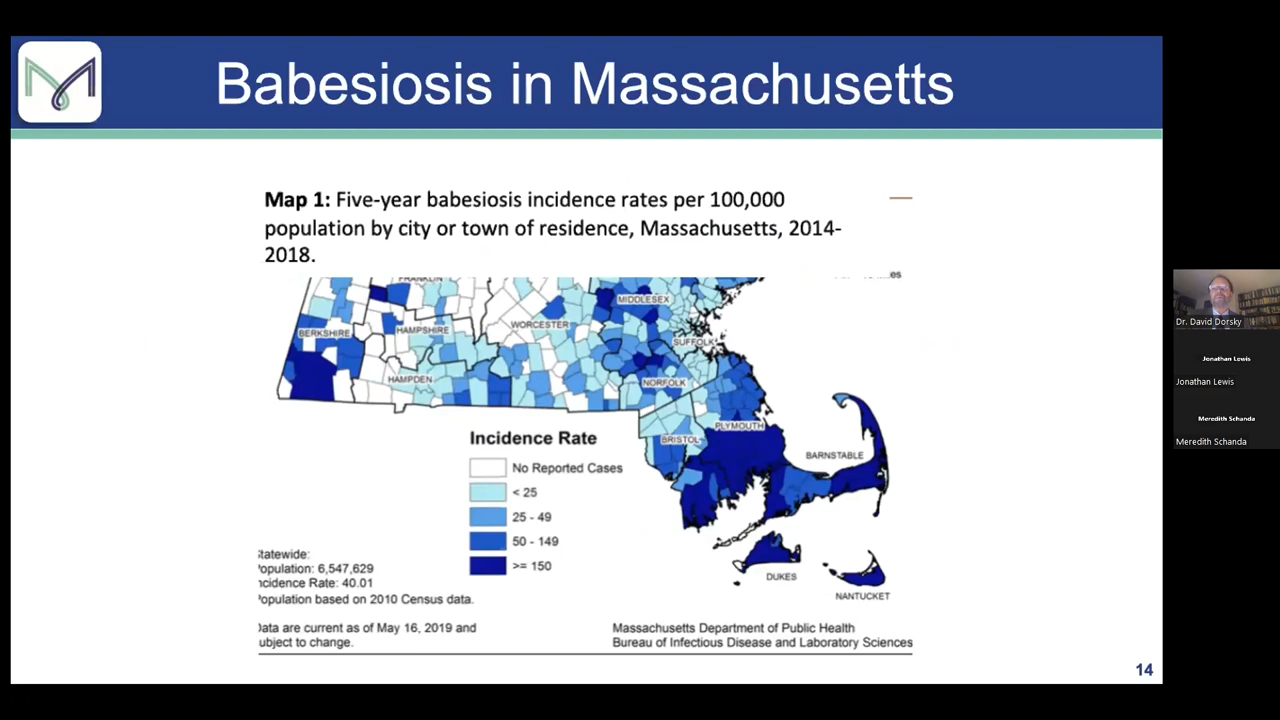 Babesiosis in Massachusetts
Map 1: Five-year babesiosis incidence rates per 100,000
population by city or town of residence, Massachusetts, 2014-
2018.
FRANKLIN
MIDDLESEX
BERKSHIRE
HAMPSHIRE
WORCESTER
SUFFOLK
HAMPDEN
NORFOLK
PLYMOUTH
BRISTOL
BARNSTABLE
DUKES
NANTUCKET
Incidence Rate
No Reported Cases
< 25
25 - 49
50 - 149
>= 150
Statewide:
Population: 6,547,629
Incidence Rate: 40.01
Population based on 2010 Census data.
Data are current as of May 16, 2019 and
subject to change.
Massachusetts Department of Public Health
Bureau of Infectious Disease and Laboratory Sciences
14
Dr. David Dorsky
Jonathan Lewis
Jonathan Lewis
Meredith Schanda
Meredith Schanda